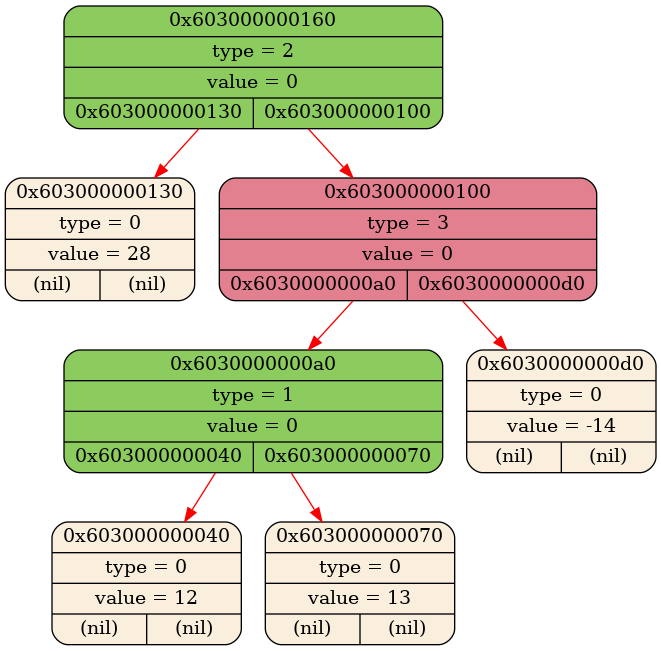 0x603000000160
type = 2
value = 0
0x603000000130 0x603000000100
0x603000000130
type = 0
value = 28
(nil) (nil)
0x603000000100
type = 3
value = 0
0x6030000000a0 0x6030000000d0
0x6030000000a0
type = 1
value = 0
0x603000000040 0x603000000070
0x6030000000d0
type = 0
value = -14
(nil) (nil)
0x603000000040
type = 0
value = 12
(nil) (nil)
0x603000000070
type = 0
value = 13
(nil) (nil)